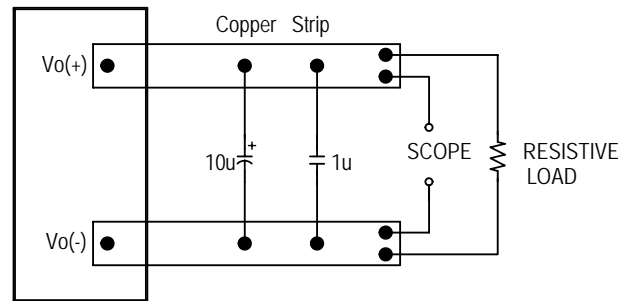 Copper Strip
Vo(+)
+
10u
1u
SCOPE
RESISTIVE
LOAD
Vo(-)